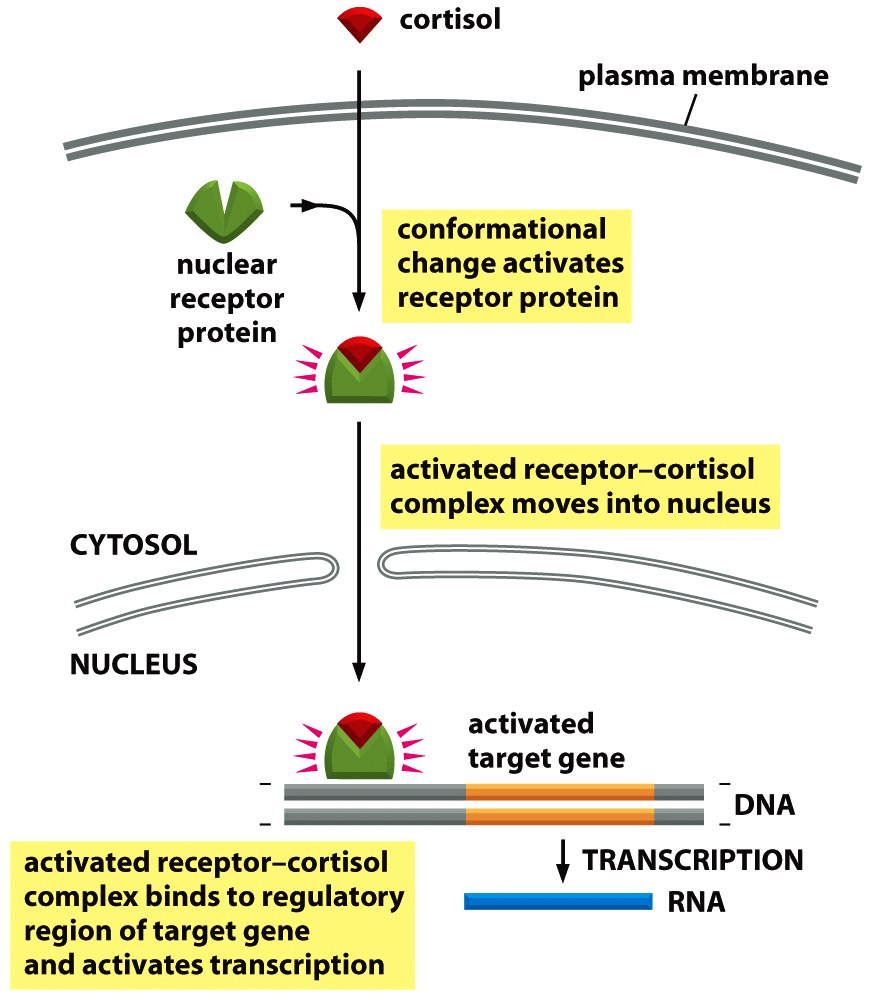 cortisol
plasma membrane
nuclear
receptor
protein
conformational
change activates
receptor protein
activated receptor–cortisol
complex moves into nucleus
CYTOSOL
NUCLEUS
activated
target gene
DNA
TRANSCRIPTION
RNA
activated receptor–cortisol
complex binds to regulatory
region of target gene
and activates transcription